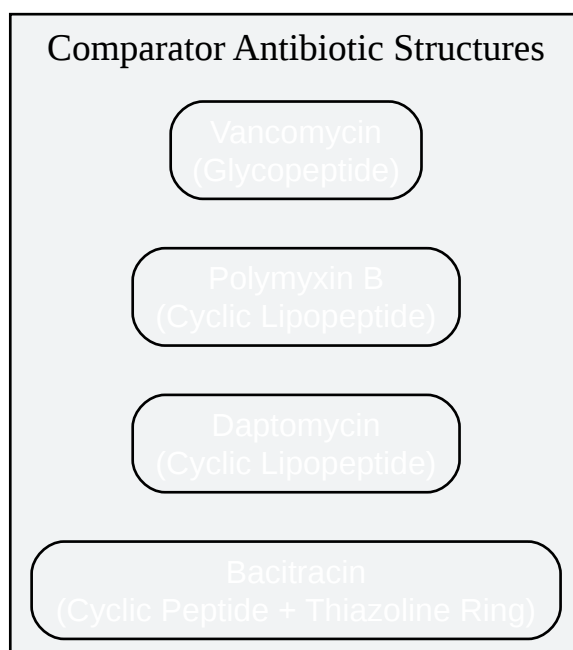 Comparator Antibiotic Structures
Vancomycin
(Glycopeptide)
Polymyxin B
(Cyclic Lipopeptide)
Daptomycin
(Cyclic Lipopeptide)
Bacitracin
(Cyclic Peptide + Thiazoline Ring)